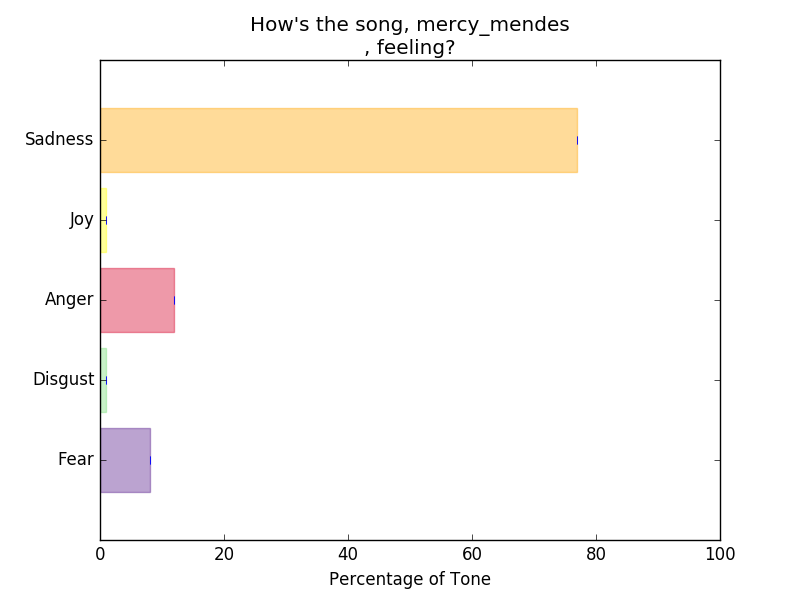 How's the song, mercy_mendes
, feeling?
Sadness
Joy
Anger
Disgust
Fear
0 20 40 60 80 100
Percentage of Tone